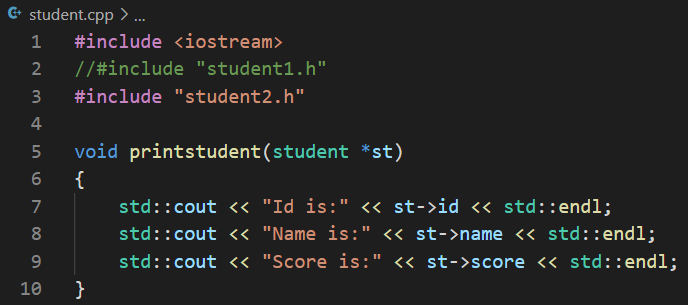 student.cpp > ...
1 #include <iostream>
2 //#include "student1.h"
3 #include "student2.h"
4
5 void printstudent(student *st)
6 {
7     std::cout << "Id is:" << st->id << std::endl;
8     std::cout << "Name is:" << st->name << std::endl;
9     std::cout << "Score is:" << st->score << std::endl;
10 }